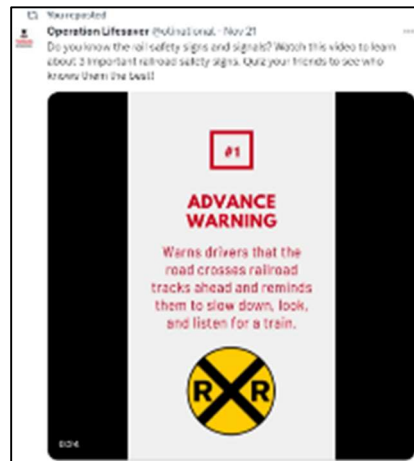 You reposted
Operation Lifesaver @olinational · Nov 21
Do you know the rail safety signs and signals? Watch this video to learn
about 3 important railroad safety signs. Quiz your friends to see who
knows them the best!
#1
ADVANCE
WARNING
Warns drivers that the
road crosses railroad
tracks ahead and reminds
them to slow down, look,
and listen for a train.
R R